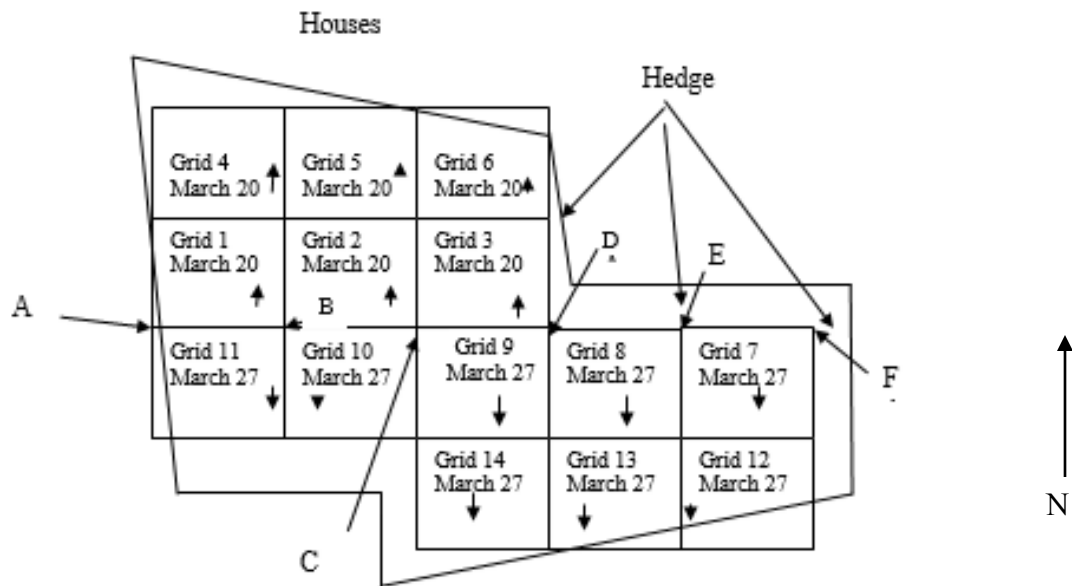 Houses
Hedge
Grid 4
March 20
Grid 5
March 20
Grid 6
March 20
Grid 1
March 20
Grid 2
March 20
Grid 3
March 20
D
E
A
B
Grid 11
March 27
Grid 10
March 27
Grid 9
March 27
Grid 8
March 27
Grid 7
March 27
F
Grid 14
March 27
Grid 13
March 27
Grid 12
March 27
N
C